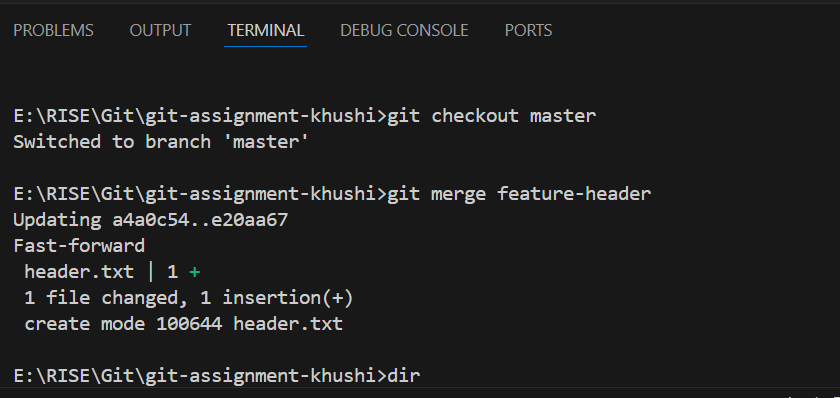 PROBLEMS OUTPUT TERMINAL DEBUG CONSOLE PORTS
E:\RISE\Git\git-assignment-khushi>git checkout master
Switched to branch 'master'
E:\RISE\Git\git-assignment-khushi>git merge feature-header
Updating a4a0c54..e20aa67
Fast-forward
 header.txt | 1 +
 1 file changed, 1 insertion(+)
 create mode 100644 header.txt
E:\RISE\Git\git-assignment-khushi>dir